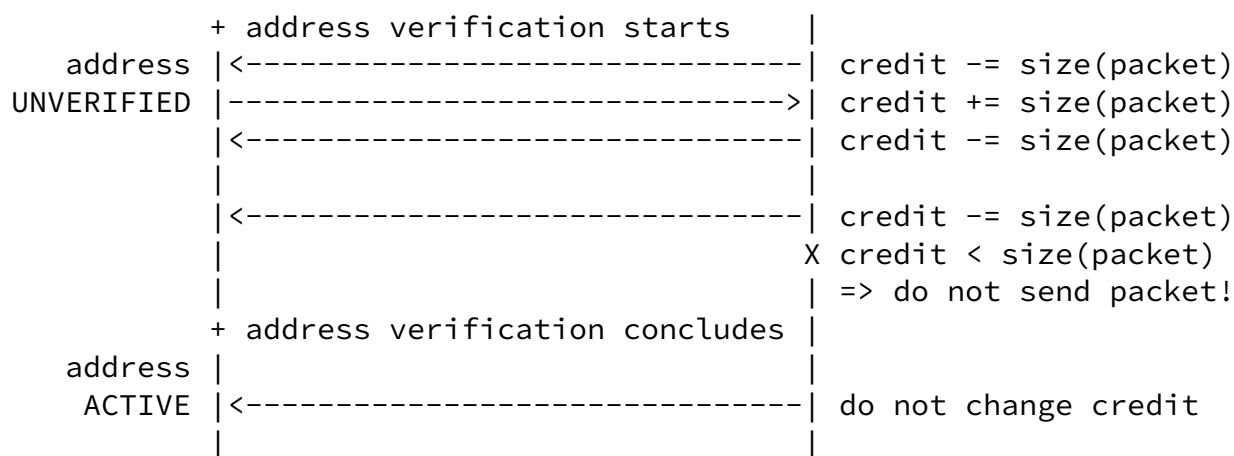 + address verification starts |
address |<-------------------------------| credit -= size(packet)
UNVERIFIED |------------------------------->| credit += size(packet)
|<-------------------------------| credit -= size(packet)
| |
|<-------------------------------| credit -= size(packet)
| X credit < size(packet)
| | => do not send packet!
+ address verification concludes |
address | |
ACTIVE |<-------------------------------| do not change credit
| |